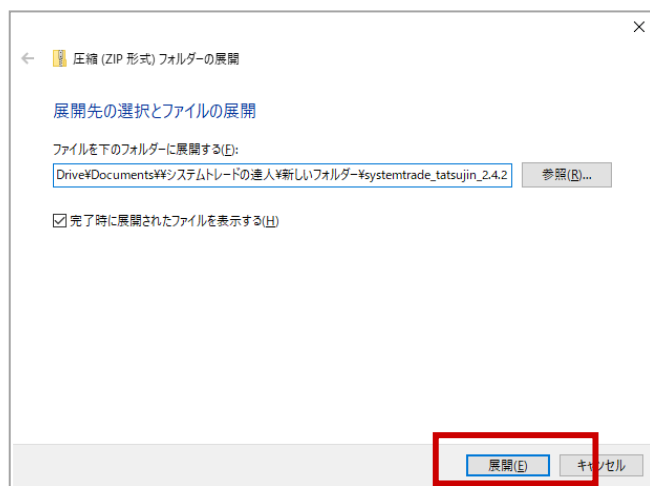 圧縮 (ZIP 形式) フォルダーの展開
展開先の選択とファイルの展開
ファイルを下のフォルダーに展開する(F):
Drive¥Documents¥¥システムトレードの達人¥新しいフォルダー¥systemtrade_tatsujin_2.4.2
参照(R)...
完了時に展開されたファイルを表示する(H)
展開(E)
キャンセル